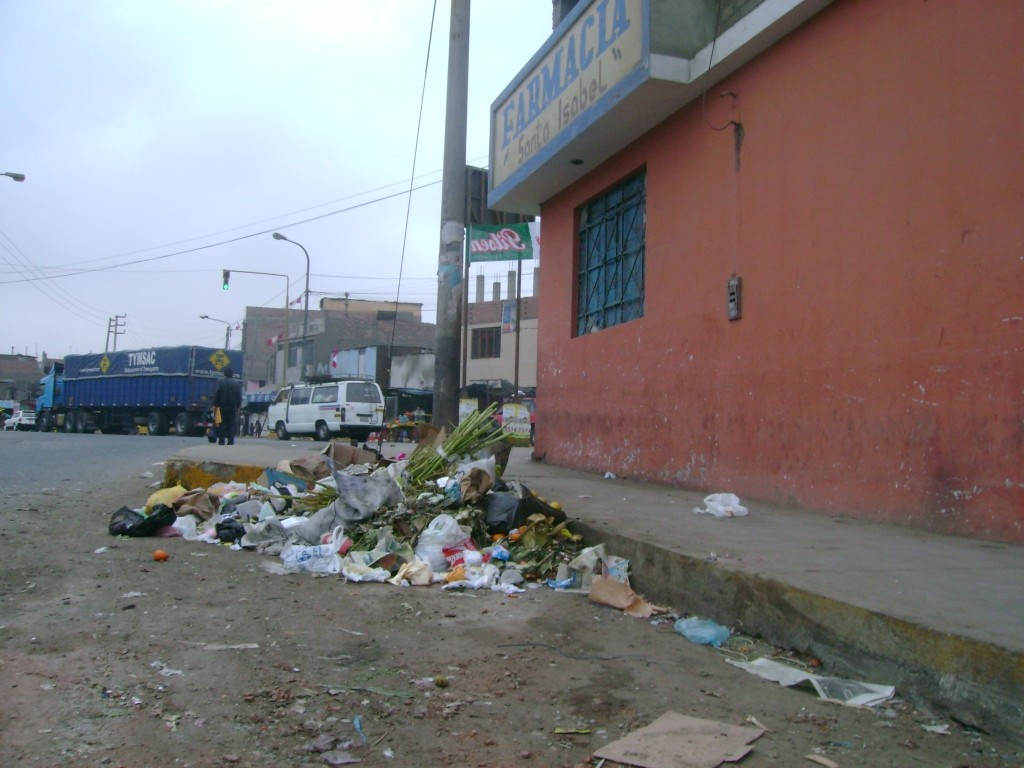 FARMACIA
" Santa Isabel "
Pilsen
TYMSAC